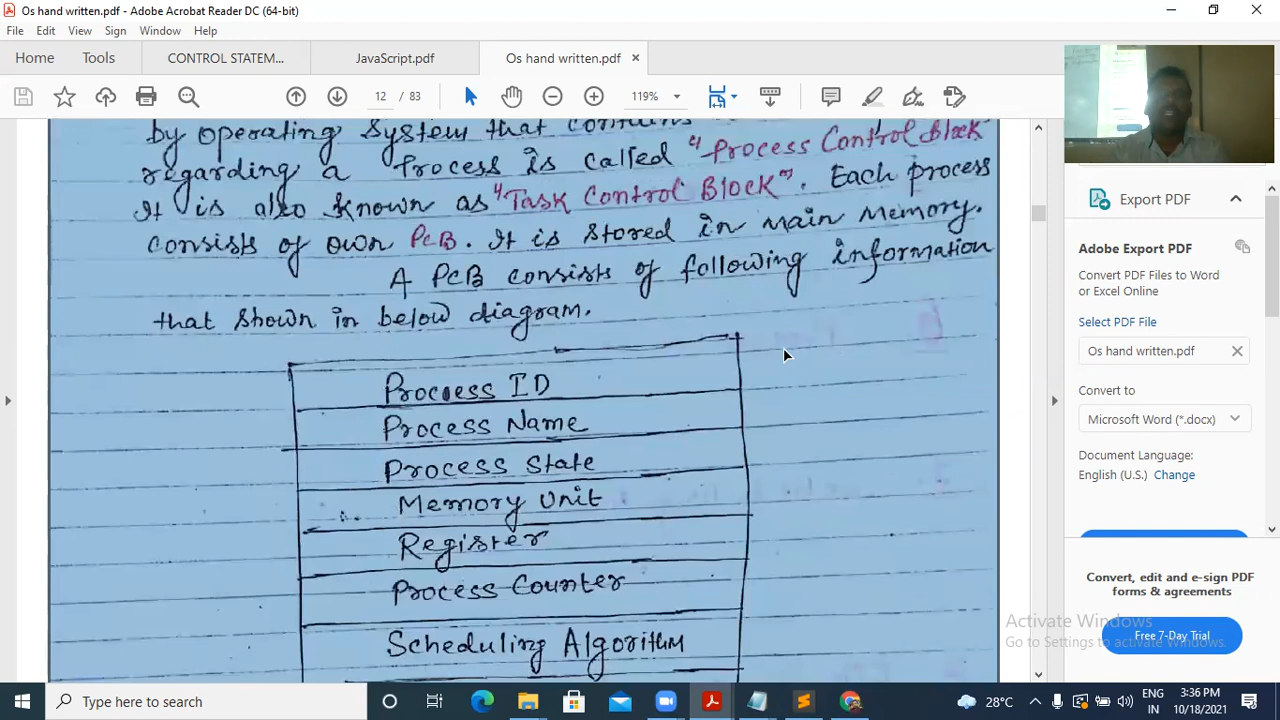 Os hand written.pdf - Adobe Acrobat Reader DC (64-bit)
File Edit View Sign Window Help
Home Tools CONTROL STATEM... JavaScript.pdf Os hand written.pdf
12 / 83 119%
by operating system that contains
regarding a Process is called "Process Control Block"
It is also known as "Task Control Block". Each process
consists of own PCB. It is stored in main memory.
A PCB consists of following information
that shown in below diagram.
Process ID
Process Name
Process State
Memory Unit
Register
Process Counter
Scheduling Algorithm
Export PDF
Adobe Export PDF
Convert PDF Files to Word
or Excel Online
Select PDF File
Os hand written.pdf
Convert to
Microsoft Word (*.docx)
Document Language:
English (U.S.) Change
Convert, edit and e-sign PDF
forms & agreements
Free 7-Day Trial
Activate Windows
Go to Settings to activate Windows.
Type here to search
28°C
ENG
IN
3:36 PM
10/18/2021